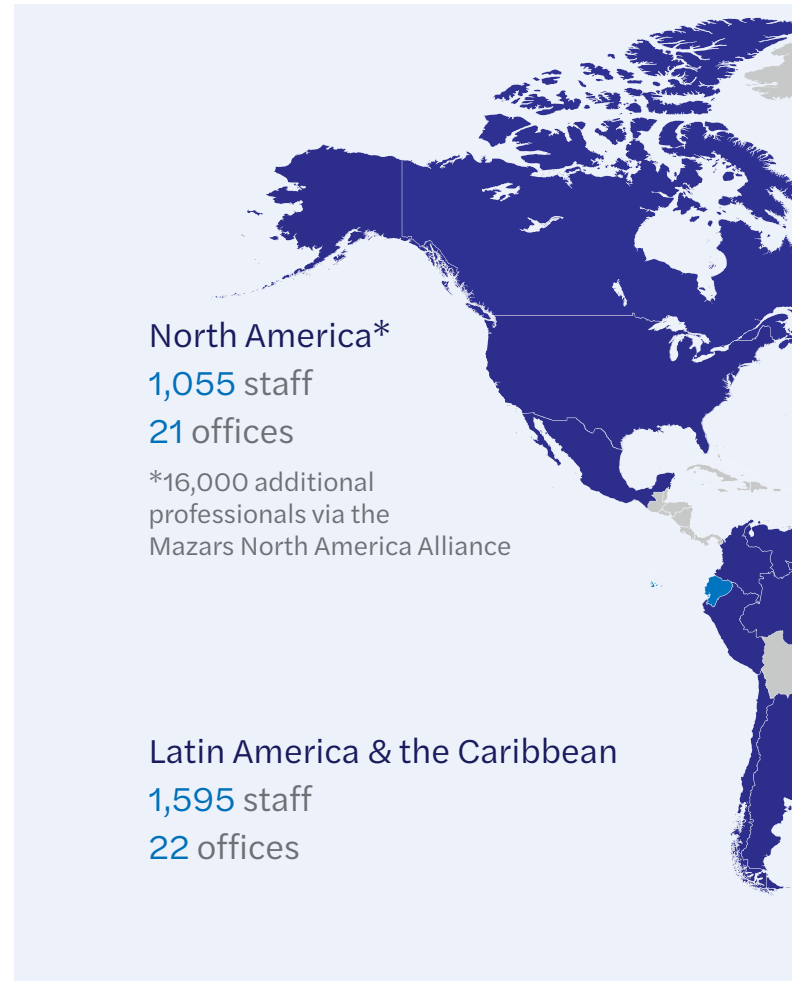 North America*
1,055 staff
21 offices
*16,000 additional
professionals via the
Mazars North America Alliance
Latin America & the Caribbean
1,595 staff
22 offices